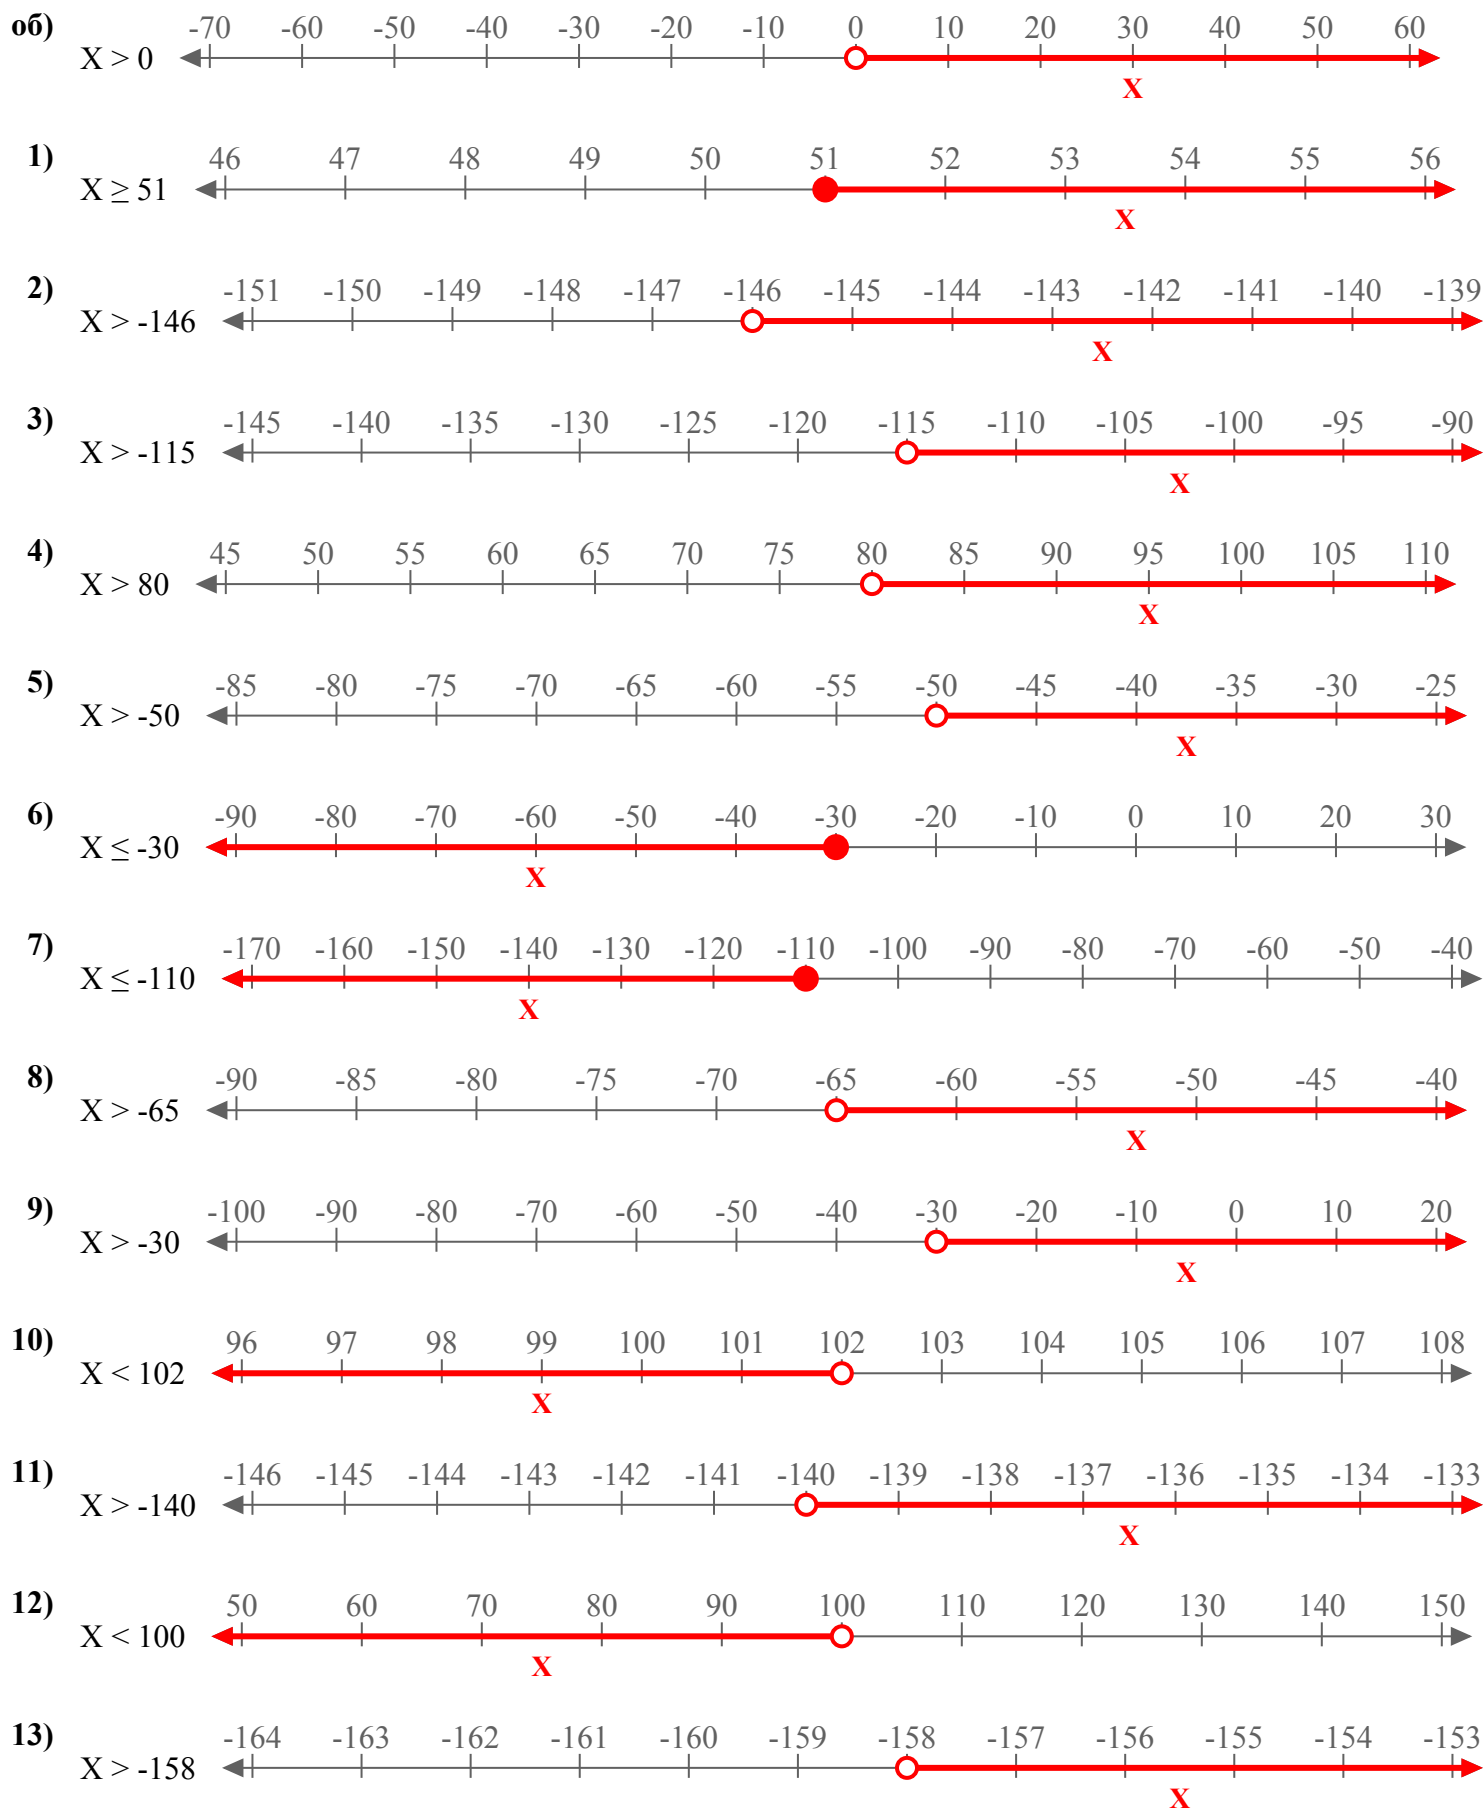 об) -70 -60 -50 -40 -30 -20 -10 0 10 20 30 40 50 60
X > 0
X
1) 46 47 48 49 50 51 52 53 54 55 56
X ≥ 51
X
2) -151 -150 -149 -148 -147 -146 -145 -144 -143 -142 -141 -140 -139
X > -146
X
3) -145 -140 -135 -130 -125 -120 -115 -110 -105 -100 -95 -90
X > -115
X
4) 45 50 55 60 65 70 75 80 85 90 95 100 105 110
X > 80
X
5) -85 -80 -75 -70 -65 -60 -55 -50 -45 -40 -35 -30 -25
X > -50
X
6) -90 -80 -70 -60 -50 -40 -30 -20 -10 0 10 20 30
X ≤ -30
X
7) -170 -160 -150 -140 -130 -120 -110 -100 -90 -80 -70 -60 -50 -40
X ≤ -110
X
8) -90 -85 -80 -75 -70 -65 -60 -55 -50 -45 -40
X > -65
X
9) -100 -90 -80 -70 -60 -50 -40 -30 -20 -10 0 10 20
X > -30
X
10) 96 97 98 99 100 101 102 103 104 105 106 107 108
X < 102
X
11) -146 -145 -144 -143 -142 -141 -140 -139 -138 -137 -136 -135 -134 -133
X > -140
X
12) 50 60 70 80 90 100 110 120 130 140 150
X < 100
X
13) -164 -163 -162 -161 -160 -159 -158 -157 -156 -155 -154 -153
X > -158
X